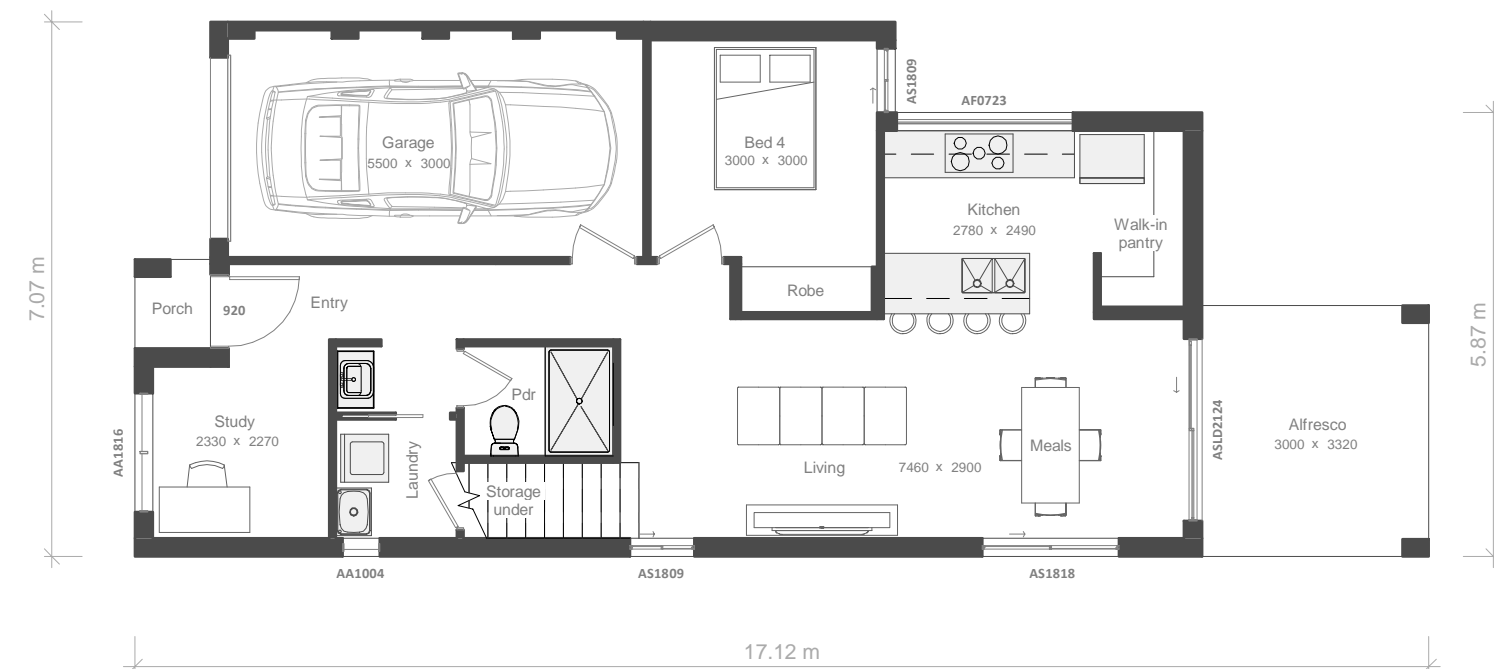 AS1809
AF0723
Garage
5500 x 3000
Bed 4
3000 x 3000
Kitchen
2780 x 2490
Walk-in
pantry
7.07 m
Porch
920
Entry
Robe
5.87 m
Study
2330 x 2270
AA1816
Laundry
Pdr
Storage
under
Living
7460 x 2900
Meals
ASLD2124
Alfresco
3000 x 3320
AA1004
AS1809
AS1818
17.12 m